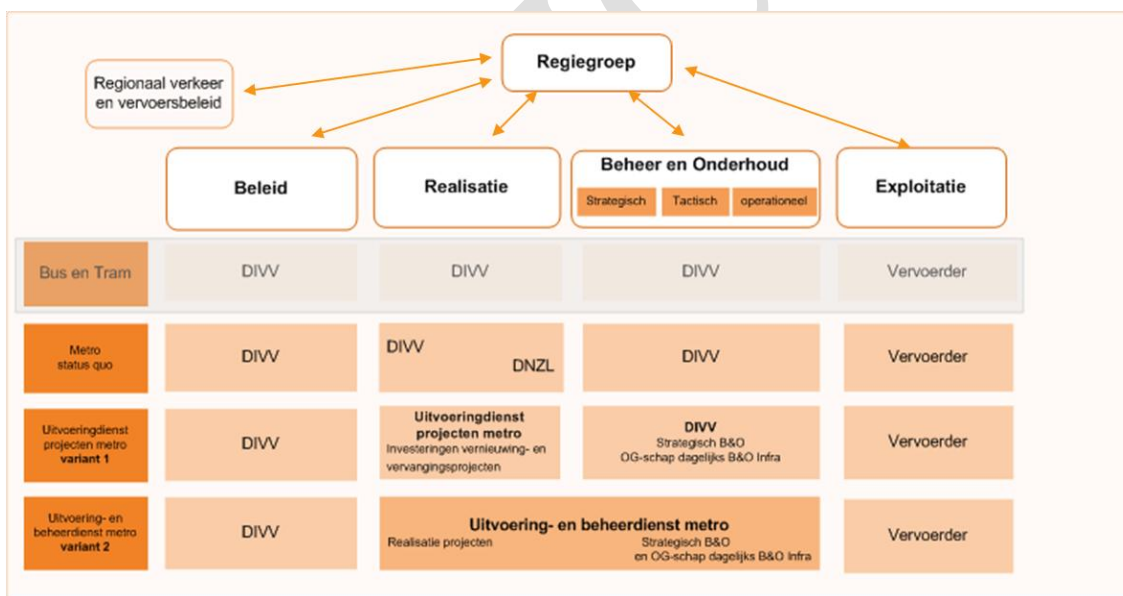 Regiegroep
Regionaal verkeer
en vervoersbeleid
Beleid
Realisatie
Beheer en Onderhoud
Strategisch
Tactisch
operationeel
Exploitatie
Bus en Tram
DIVV
DIVV
DIVV
Vervoerder
Metro
status quo
DIVV
DIVV
DNZL
DIVV
Vervoerder
Uitvoeringdienst
projecten metro
variant 1
DIVV
Uitvoeringdienst
projecten metro
Investeringen vernieuwing- en
vervangingsprojecten
DIVV
Strategisch B&O
OG-schap dagelijks B&O Infra
Vervoerder
Uitvoering- en
beheerdienst metro
variant 2
DIVV
Uitvoering- en beheerdienst metro
Realisatie projecten
Strategisch B&O
en OG-schap dagelijks B&O Infra
Vervoerder